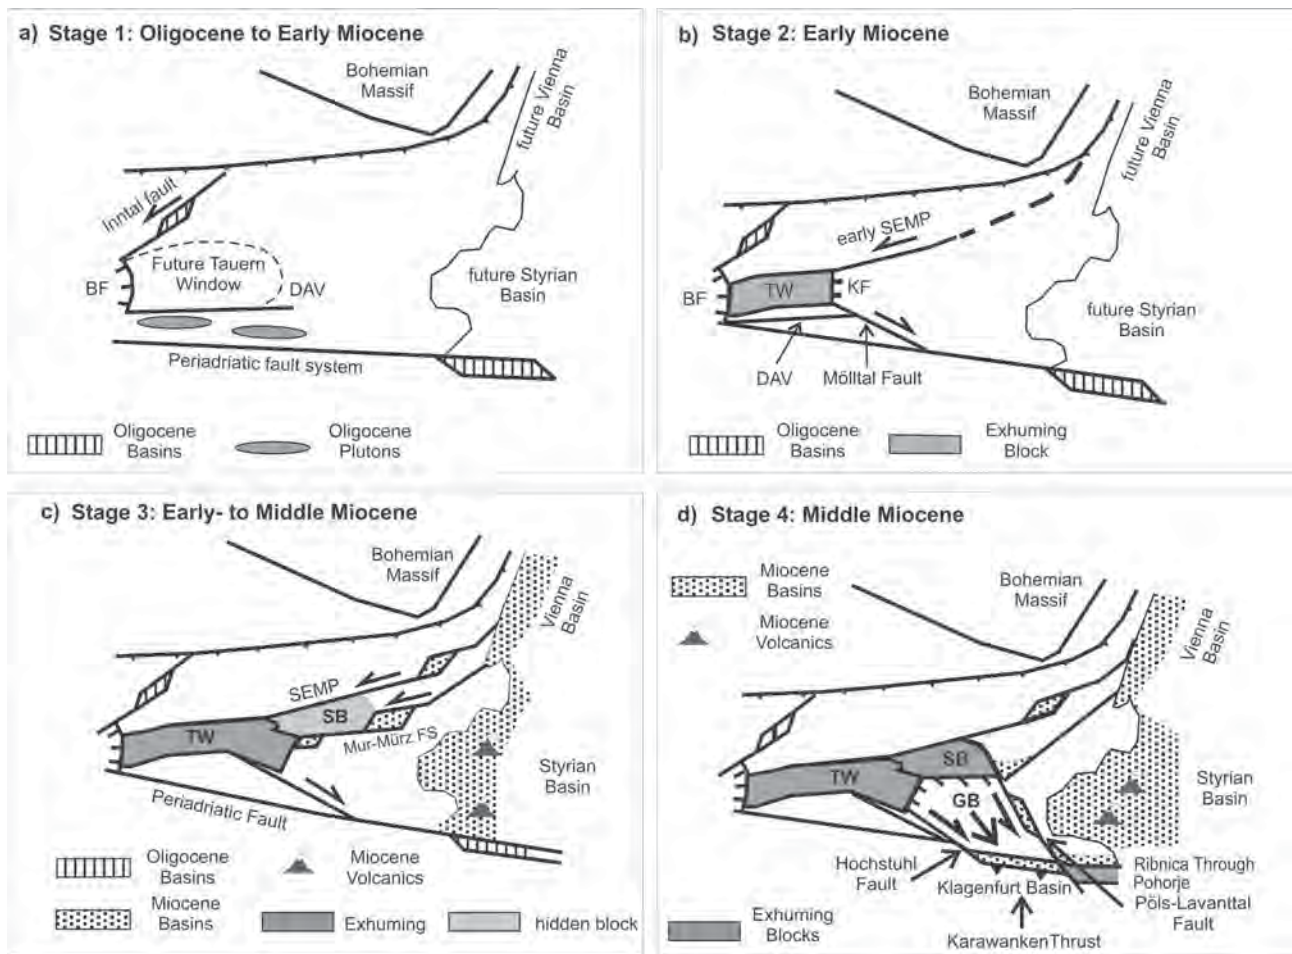 a) Stage 1: Oligocene to Early Miocene
Bohemian
Massif
future Vienna
Basin
Inntal fault
Future Tauern
Window
BF
DAV
future Styrian
Basin
Periadriatic fault system
Oligocene
Basins
Oligocene
Plutons
b) Stage 2: Early Miocene
Bohemian
Massif
future Vienna
Basin
early SEMP
BF
TW
KF
future Styrian
Basin
DAV
Mölltal Fault
Oligocene
Basins
Exhuming
Block
c) Stage 3: Early- to Middle Miocene
Bohemian
Massif
Vienna
Basin
SEMP
SB
TW
Mur-Mürz FS
Styrian
Basin
Periadriatic Fault
Oligocene
Basins
Miocene
Volcanics
Miocene
Basins
Exhuming
hidden block
d) Stage 4: Middle Miocene
Miocene
Basins
Miocene
Volcanics
Bohemian
Massif
Vienna
Basin
SB
TW
GB
Styrian
Basin
Hochstuhl
Fault
Klagenfurt Basin
Ribnica Through
Pohorje
Pöls-Lavanttal
Fault
Karawanken Thrust
Exhuming
Blocks